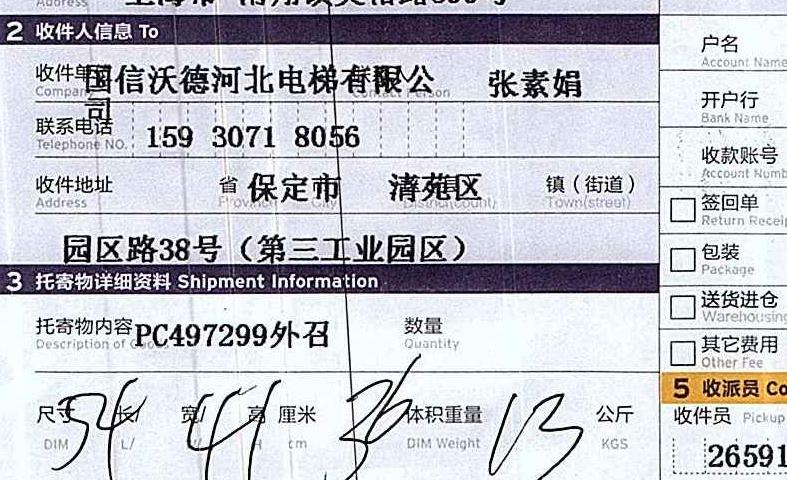 2 收件人信息 To
收件单位 国信沃德河北电梯有限公司 张素娟
Company Contact Person
联系电话 159 3071 8056
Telephone NO.
收件地址 省 保定市 清苑区 镇（街道）
Address Province City District(county) Town(street)
园区路38号（第三工业园区）
3 托寄物详细资料 Shipment Information
托寄物内容 PC497299外召 数量
Description of Goods Quantity
尺寸 54 长/ 宽/ 41 高 厘米 36 体积重量 13 公斤
DIM L/ W/ H cm DIM Weight KGS
户名
Account Name
开户行
Bank Name
收款账号
Account Numb
签回单
Return Receip
包装
Package
送货进仓
Warehousing
其它费用
Other Fee
5 收派员 Co
收件员 Pickup
26591